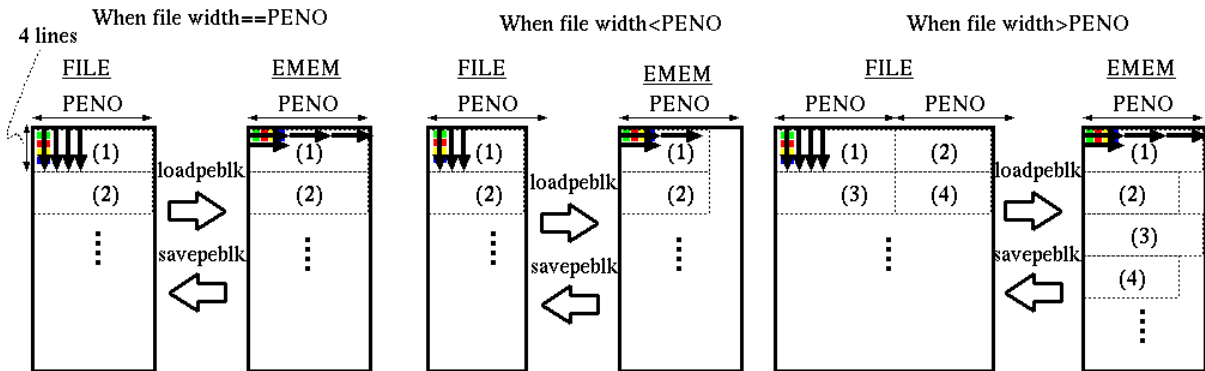 When file width==PENO
4 lines
FILE
EMEM
PENO
PENO
(1)
(1)
loadpeblk
(2)
(2)
savepeblk
When file width<PENO
FILE
EMEM
PENO
PENO
(1)
(1)
loadpeblk
(2)
(2)
savepeblk
When file width>PENO
FILE
EMEM
PENO
PENO
PENO
(1)
(2)
(1)
loadpeblk
(3)
(4)
(2)
(3)
savepeblk
(4)